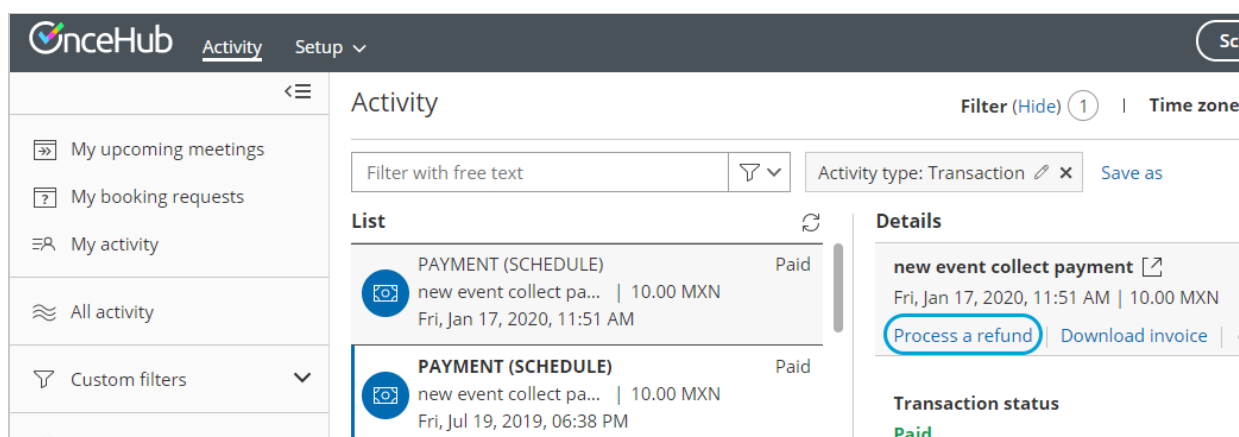 OnceHub Activity Setup Sc
Activity
Filter (Hide) 1 | Time zone
My upcoming meetings
My booking requests
My activity
All activity
Custom filters
Filter with free text
Activity type: Transaction Save as
List
PAYMENT (SCHEDULE) Paid
new event collect pa... | 10.00 MXN
Fri, Jan 17, 2020, 11:51 AM
PAYMENT (SCHEDULE) Paid
new event collect pa... | 10.00 MXN
Fri, Jul 19, 2019, 06:38 PM
Details
new event collect payment
Fri, Jan 17, 2020, 11:51 AM | 10.00 MXN
Process a refund | Download invoice |
Transaction status
Paid